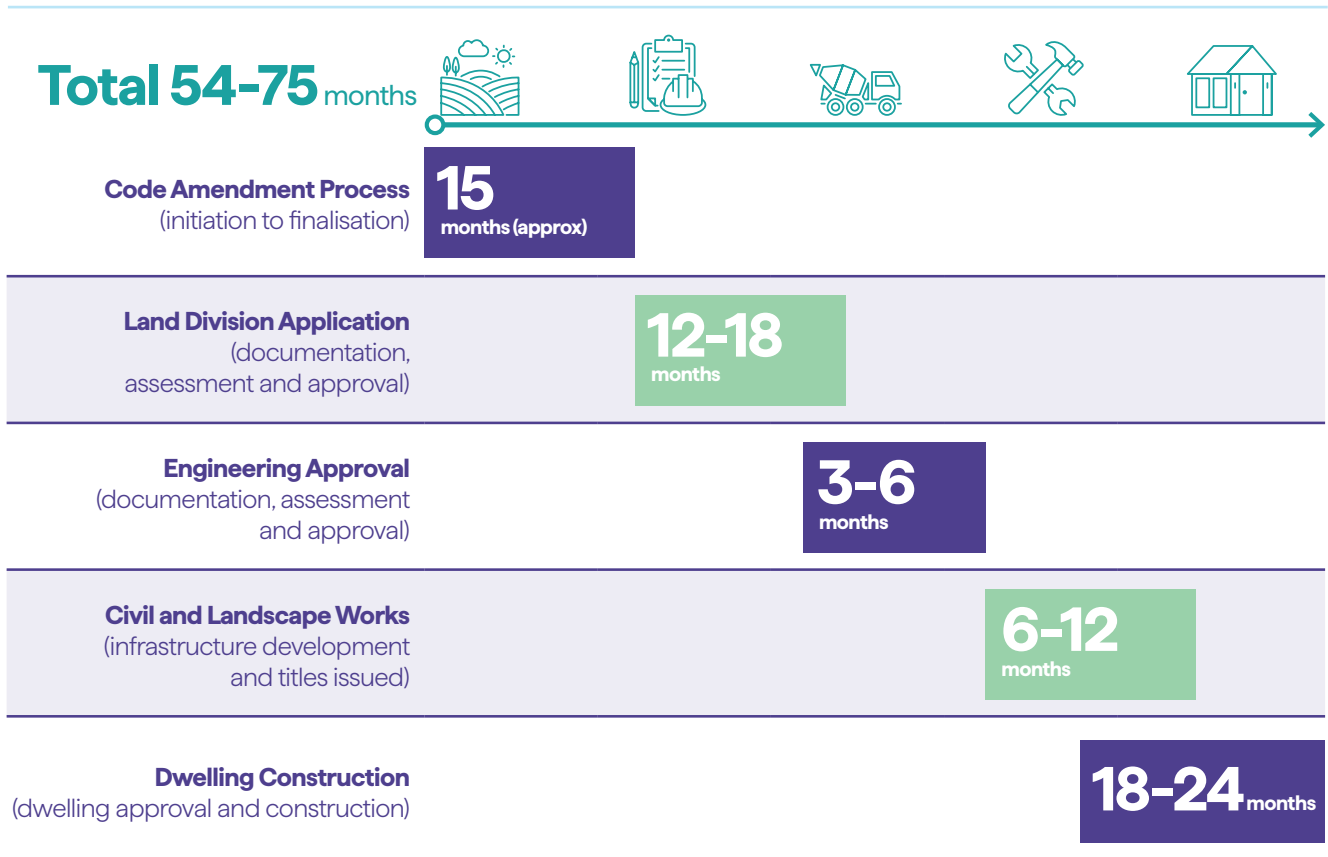 Total 54-75 months
Code Amendment Process
(initiation to finalisation)
15
months (approx)
Land Division Application
(documentation,
assessment and approval)
12-18
months
Engineering Approval
(documentation, assessment
and approval)
3-6
months
Civil and Landscape Works
(infrastructure development
and titles issued)
6-12
months
Dwelling Construction
(dwelling approval and construction)
18-24 months